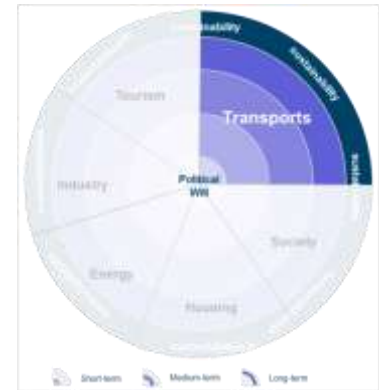 sustainability
sustainability
Tourism
Transports
Political
Will
Industry
Society
Energy
Housing
Short-term
Medium-term
Long-term